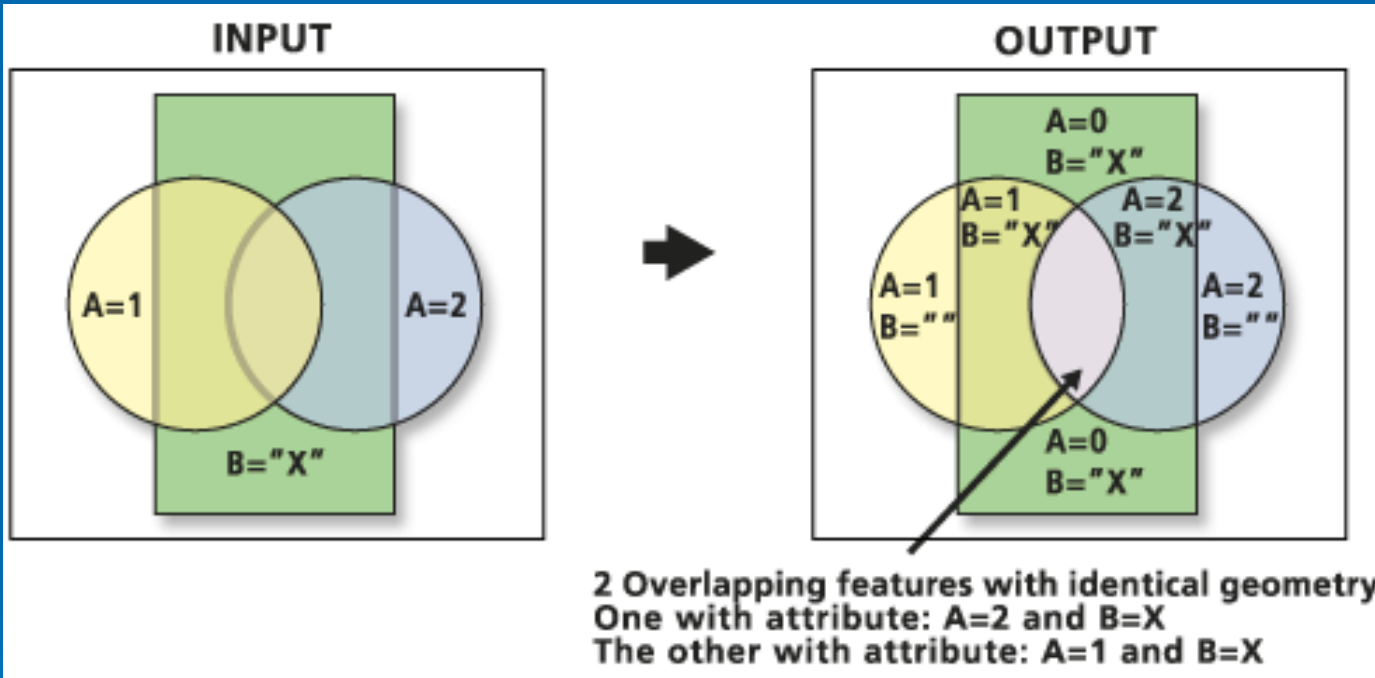 INPUT
A=1
A=2
B="X"
OUTPUT
A=0
B="X"
A=1
B="X"
A=2
B="X"
A=1
B=""
A=2
B=""
A=0
B="X"
2 Overlapping features with identical geometry
One with attribute: A=2 and B=X
The other with attribute: A=1 and B=X